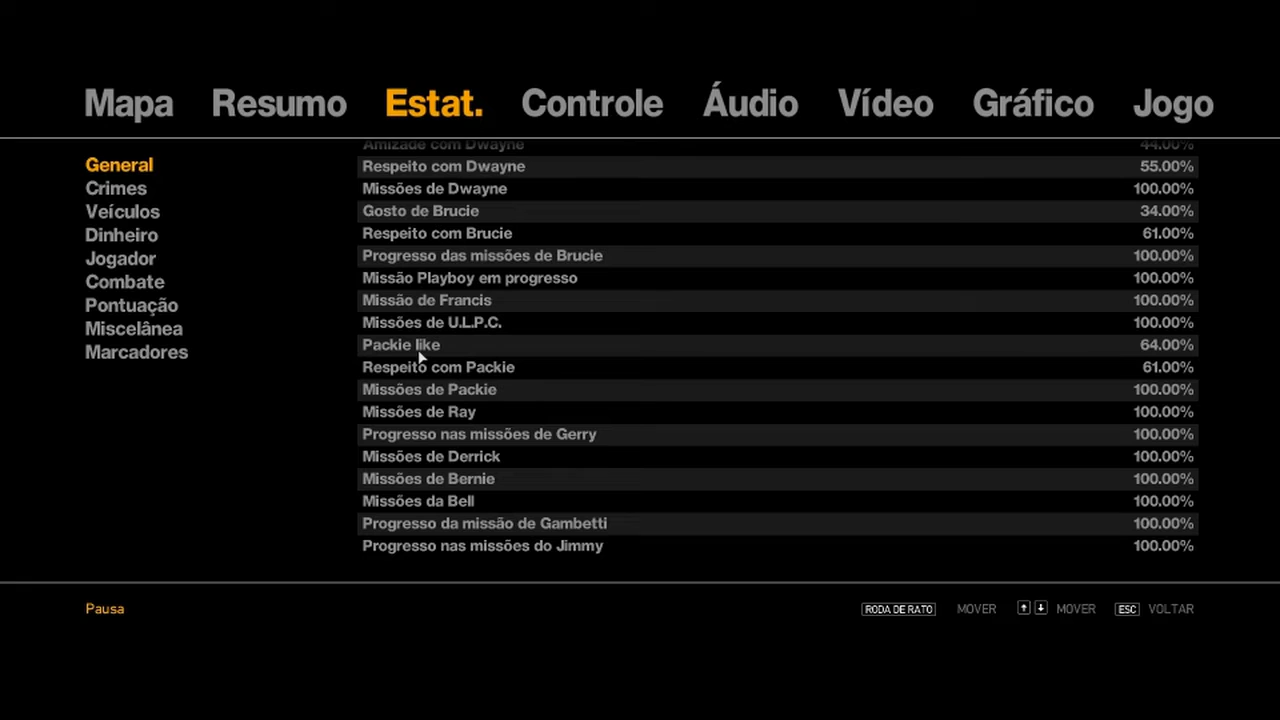 Mapa Resumo Estat. Controle Áudio Vídeo Gráfico Jogo
General
Crimes
Veículos
Dinheiro
Jogador
Combate
Pontuação
Miscelânea
Marcadores
Amizade com Dwayne 44.00%
Respeito com Dwayne 55.00%
Missões de Dwayne 100.00%
Gosto de Brucie 34.00%
Respeito com Brucie 61.00%
Progresso das missões de Brucie 100.00%
Missão Playboy em progresso 100.00%
Missão de Francis 100.00%
Missões de U.L.P.C. 100.00%
Packie like 64.00%
Respeito com Packie 61.00%
Missões de Packie 100.00%
Missões de Ray 100.00%
Progresso nas missões de Gerry 100.00%
Missões de Derrick 100.00%
Missões de Bernie 100.00%
Missões da Bell 100.00%
Progresso da missão de Gambetti 100.00%
Progresso nas missões do Jimmy 100.00%
Pausa RODA DE RATO MOVER MOVER ESC VOLTAR